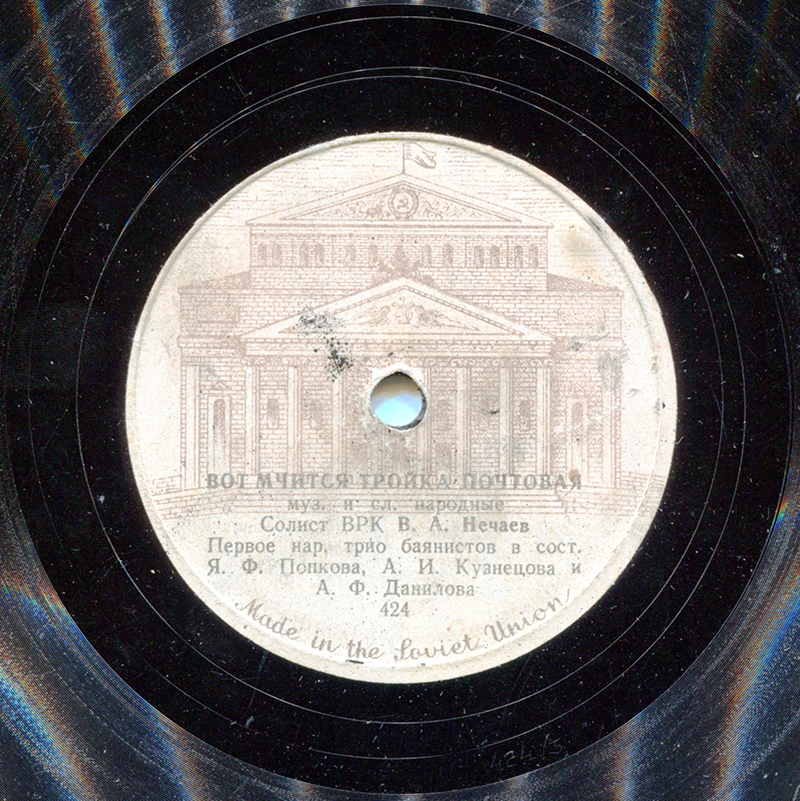 ВОТ МЧИТСЯ ТРОЙКА ПОЧТОВАЯ
муз. и сл. народные
Солист ВРК В. А. Нечаев
Первое нар. трио баянистов в сост.
Я. Ф. Попкова, А. И. Кузнецова и
А. Ф. Данилова
424
Made in the Soviet Union